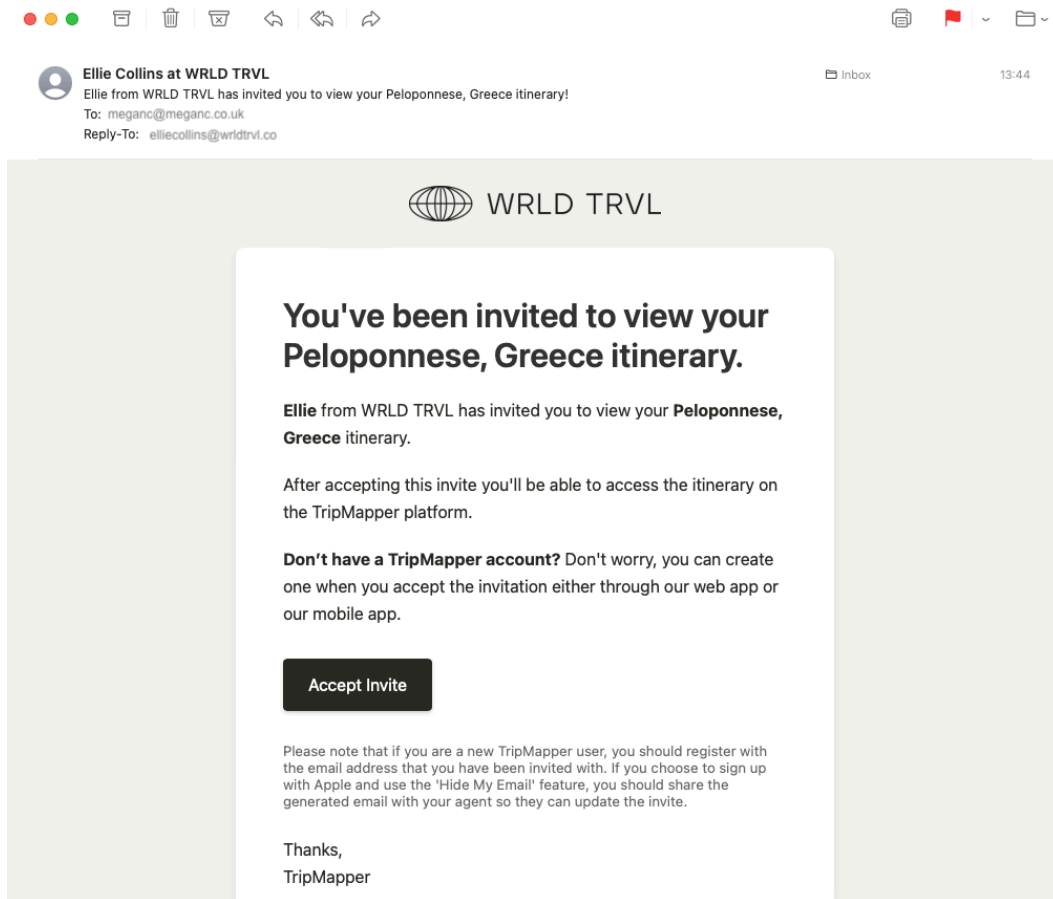 Ellie Collins at WRLD TRVL
Inbox
13:44
Ellie from WRLD TRVL has invited you to view your Peloponnese, Greece itinerary!
To: meganc@meganc.co.uk
Reply-To: elliecollins@wrldtrvl.co
WRLD TRVL
You've been invited to view your
Peloponnese, Greece itinerary.
Ellie from WRLD TRVL has invited you to view your Peloponnese,
Greece itinerary.
After accepting this invite you'll be able to access the itinerary on
the TripMapper platform.
Don’t have a TripMapper account? Don't worry, you can create
one when you accept the invitation either through our web app or
our mobile app.
Accept Invite
Please note that if you are a new TripMapper user, you should register with
the email address that you have been invited with. If you choose to sign up
with Apple and use the 'Hide My Email' feature, you should share the
generated email with your agent so they can update the invite.
Thanks,
TripMapper